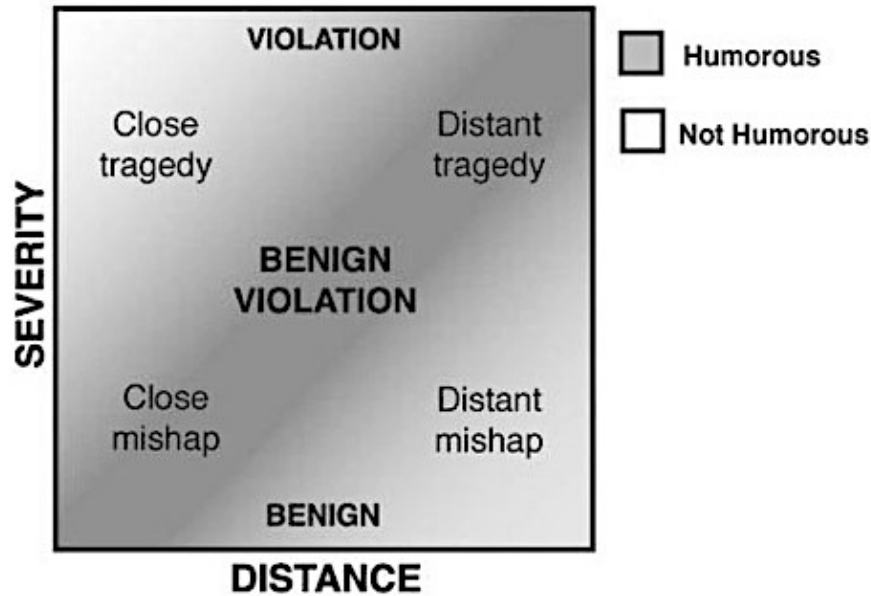 VIOLATION
Humorous
Not Humorous
Close
tragedy
Distant
tragedy
SEVERITY
BENIGN
VIOLATION
Close
mishap
Distant
mishap
BENIGN
DISTANCE